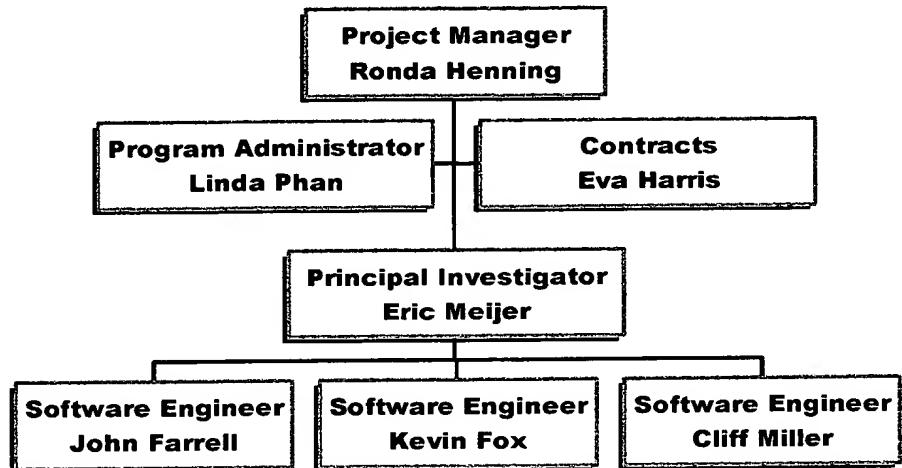 Project Manager
Ronda Henning
Program Administrator
Linda Phan
Contracts
Eva Harris
Principal Investigator
Eric Meijer
Software Engineer
John Farrell
Software Engineer
Kevin Fox
Software Engineer
Cliff Miller